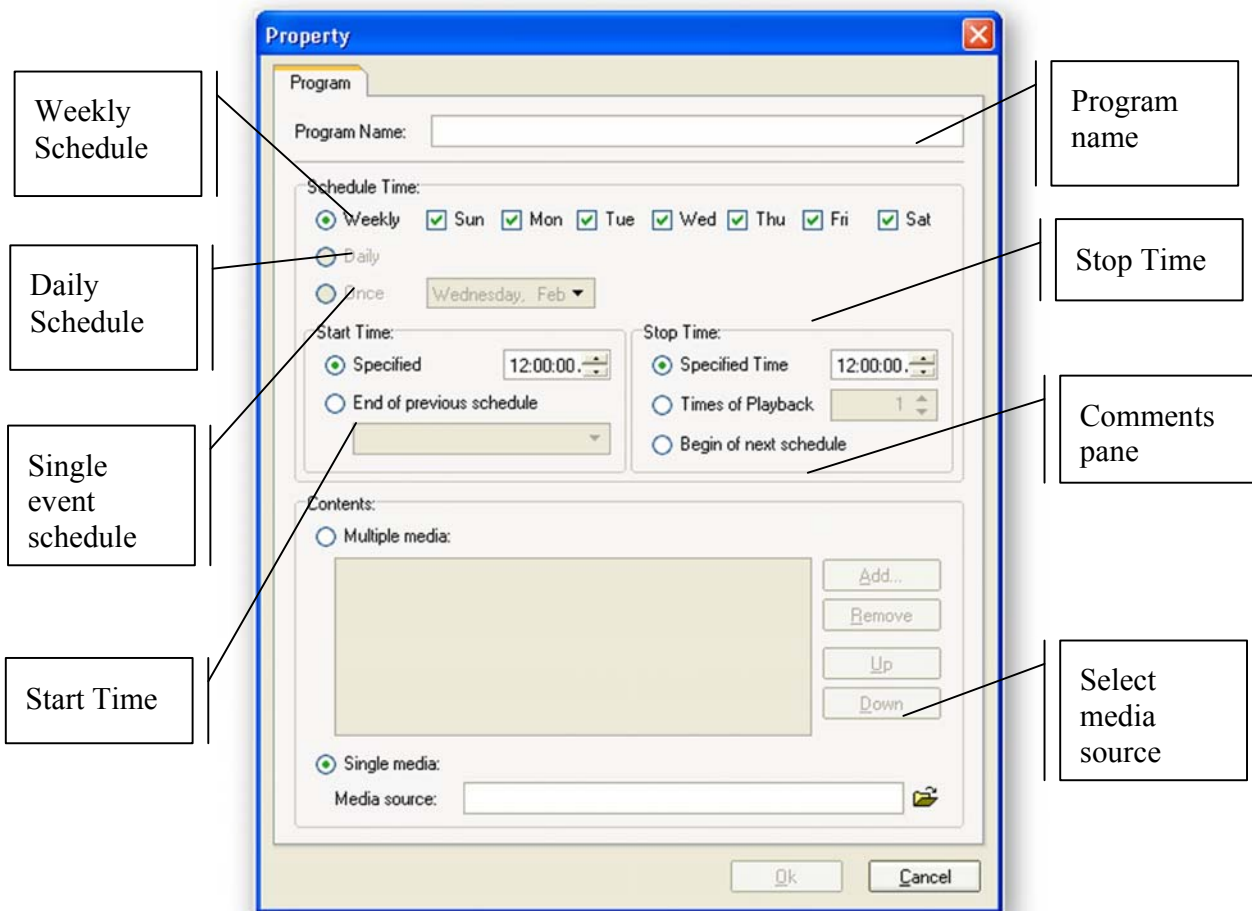 Property
Program
Program Name:
Schedule Time:
Weekly Sun Mon Tue Wed Thu Fri Sat
Daily
Once Wednesday, Feb
Start Time:
Specified 12:00:00.
End of previous schedule
Stop Time:
Specified Time 12:00:00.
Times of Playback 1
Begin of next schedule
Contents:
Multiple media:
Add...
Remove
Up
Down
Single media:
Media source:
Ok Cancel
Weekly
Schedule
Daily
Schedule
Single
event
schedule
Start Time
Program
name
Stop Time
Comments
pane
Select
media
source